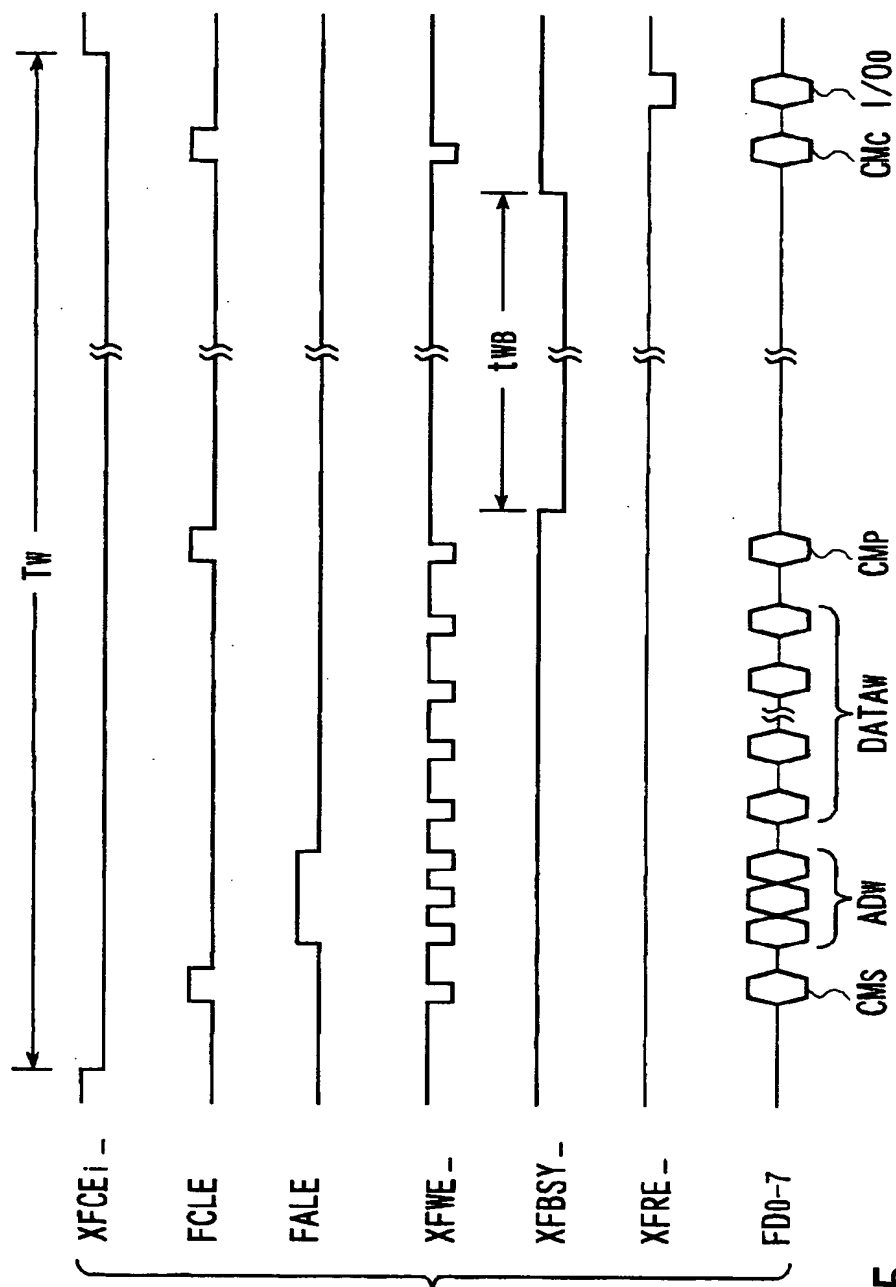 TW
XFCEi_
FCLE
FALE
XFWE_
tWB
XFBSY_
XFRE_
FD0-7
CMS
ADW
DATAW
CMP
CMC
I/O0